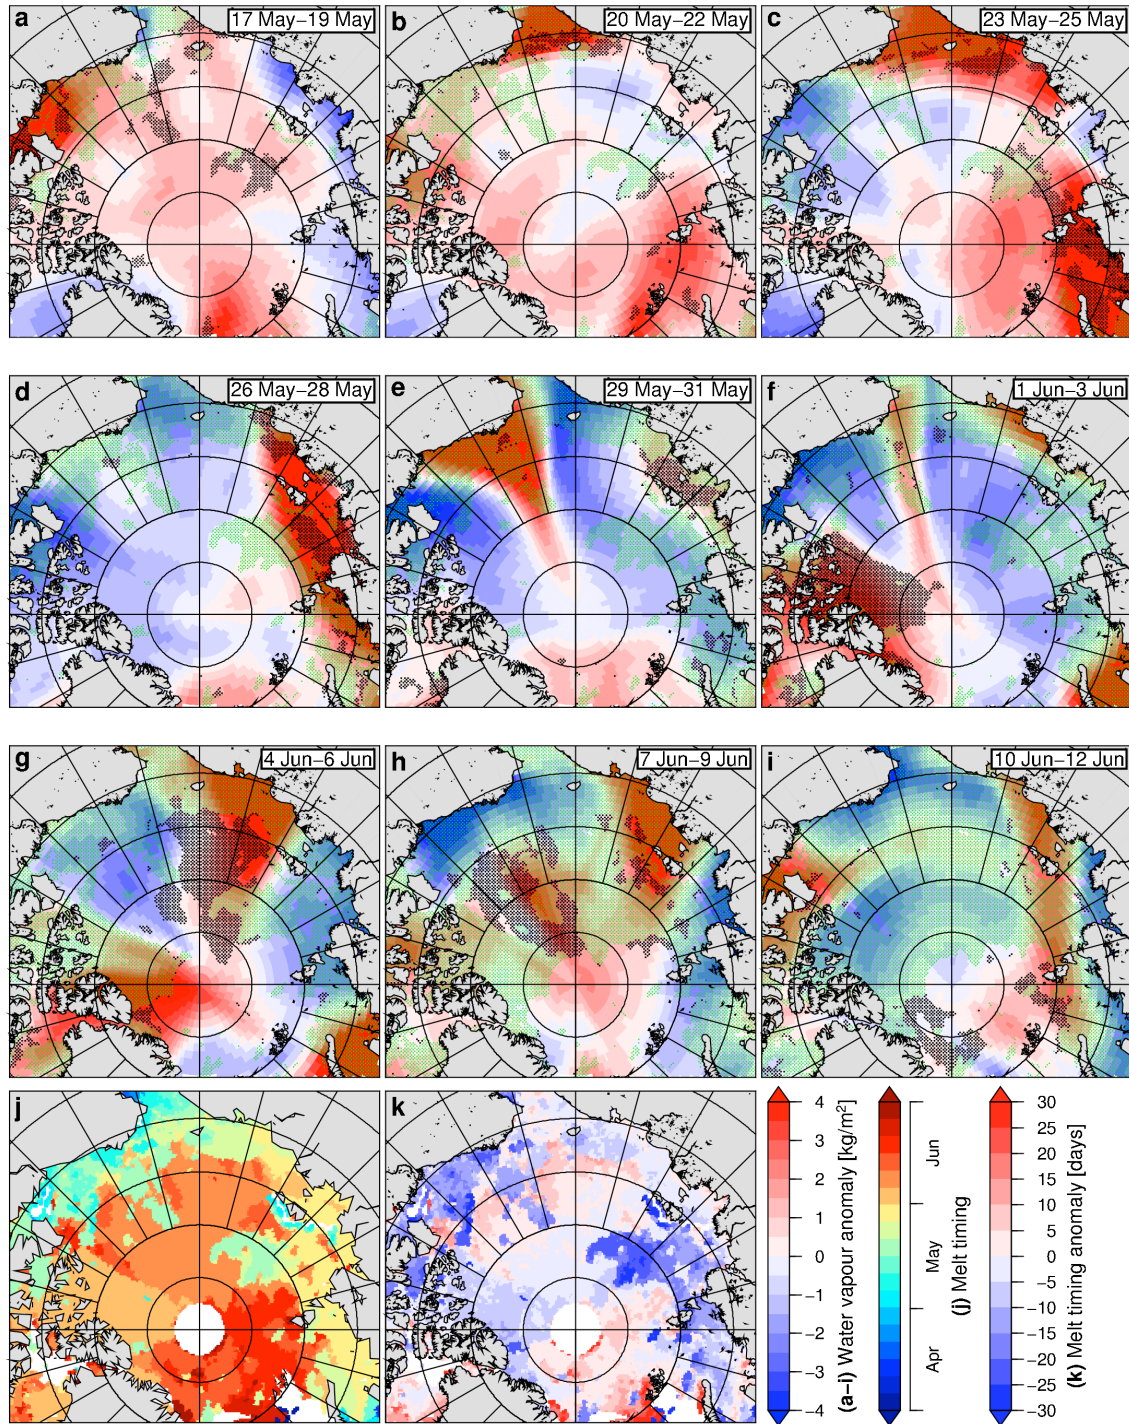 a 17 May–19 May
b 20 May–22 May
c 23 May–25 May
d 26 May–28 May
e 29 May–31 May
f 1 Jun–3 Jun
g 4 Jun–6 Jun
h 7 Jun–9 Jun
i 10 Jun–12 Jun
j
k
4
3
2
1
0
−1
−2
−3
−4
(a–i) Water vapour anomaly [kg/m²]
Jun
May
Apr
(j) Melt timing
30
25
20
15
10
5
0
−5
−10
−15
−20
−25
−30
(k) Melt timing anomaly [days]